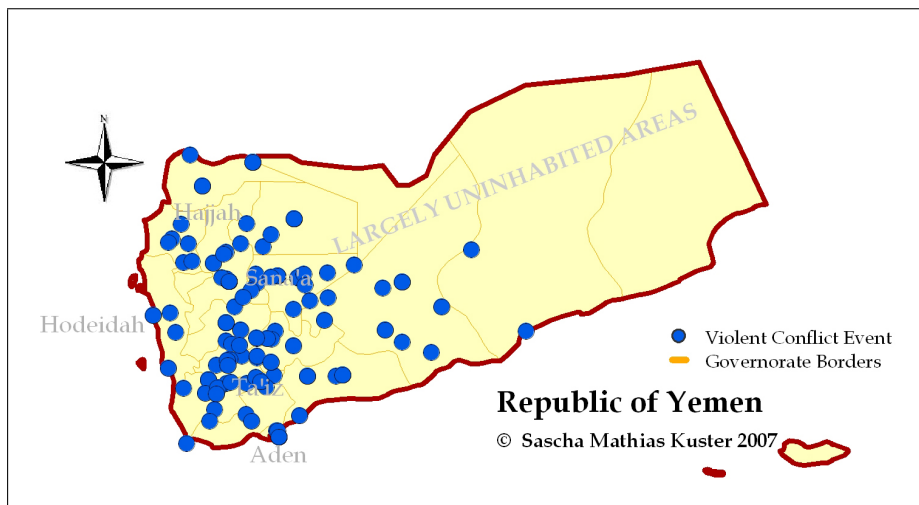 N
LARGELY UNINHABITED AREAS
Hajjah
Sana'a
Hodeidah
Violent Conflict Event
Governorate Borders
Ta'iz
Republic of Yemen
© Sascha Mathias Kuster 2007
Aden